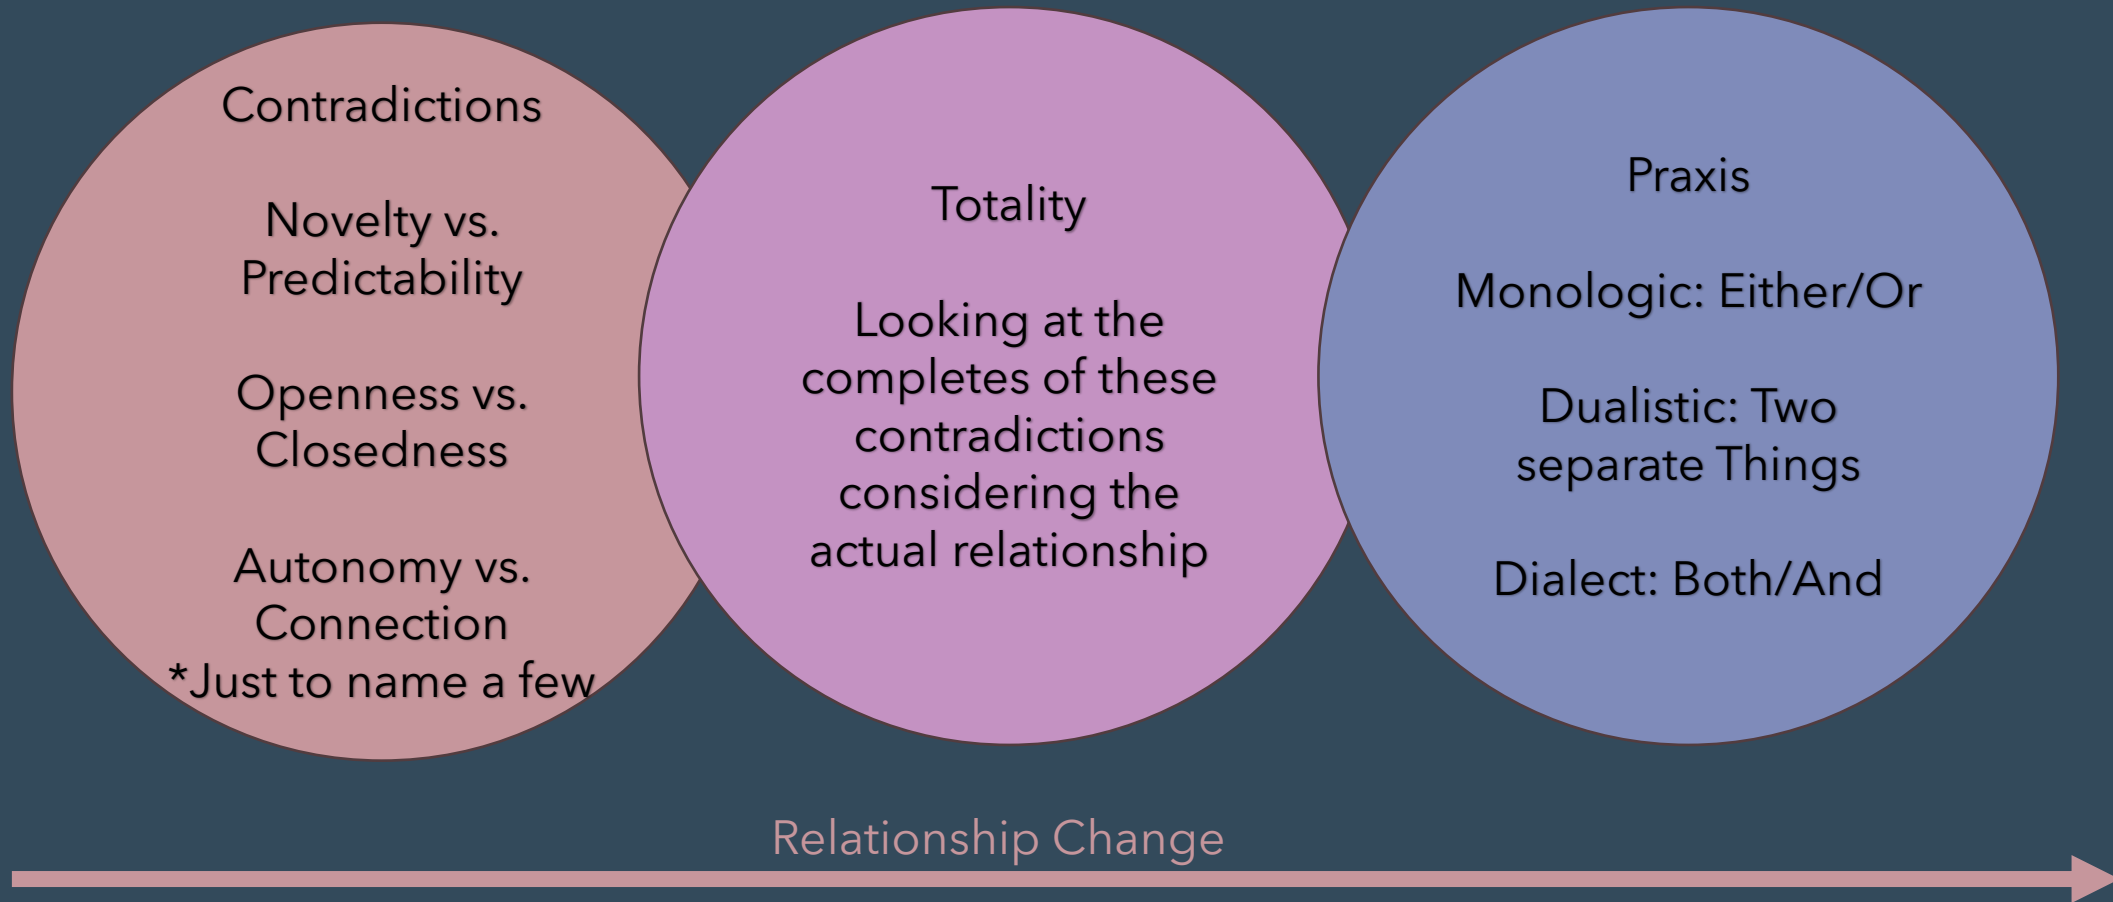 Contradictions
Novelty vs.
Predictability
Openness vs.
Closedness
Autonomy vs.
Connection
*Just to name a few
Totality
Looking at the
completes of these
contradictions
considering the
actual relationship
Praxis
Monologic: Either/Or
Dualistic: Two
separate Things
Dialect: Both/And
Relationship Change